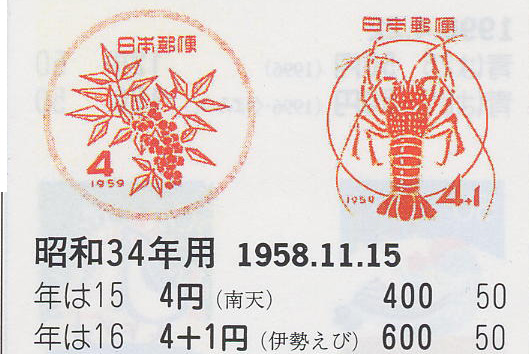 日本郵便
4
1959
日本郵便
1959
4+1
昭和34年用 1958.11.15
年は15 4円(南天) 400 50
年は16 4+1円(伊勢えび) 600 50